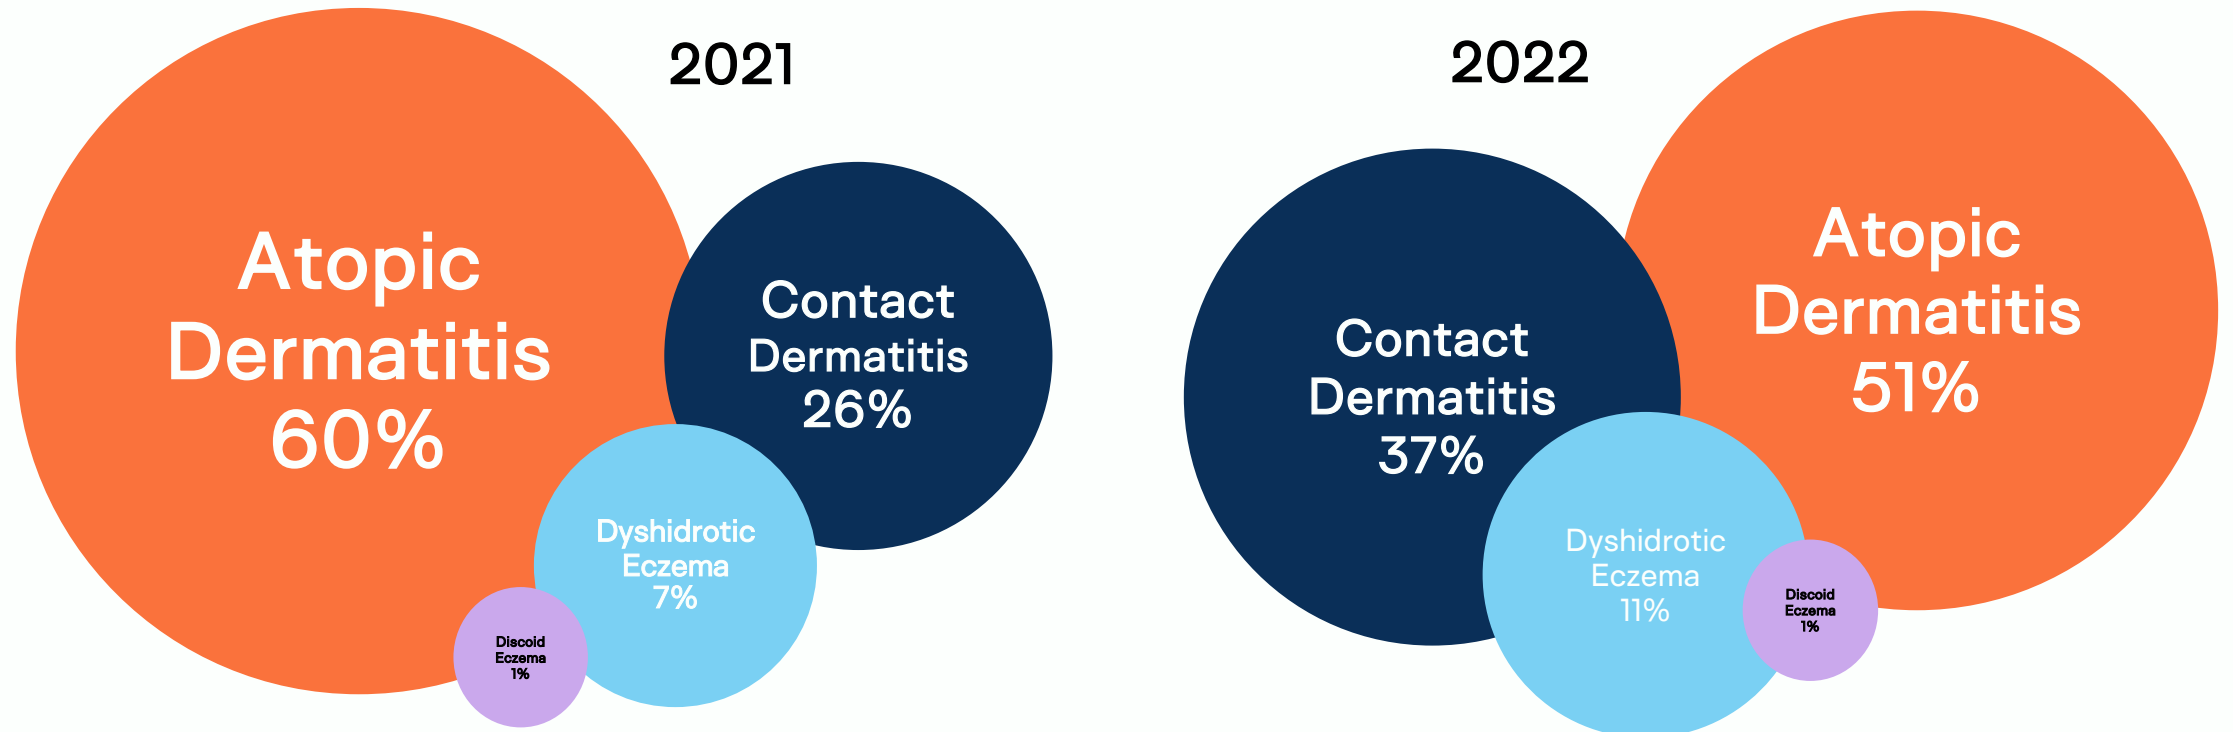 2021
Atopic
Dermatitis
60%
Contact
Dermatitis
26%
Dyshidrotic
Eczema
7%
Discoid
Eczema
1%
2022
Contact
Dermatitis
37%
Atopic
Dermatitis
51%
Dyshidrotic
Eczema
11%
Discoid
Eczema
1%